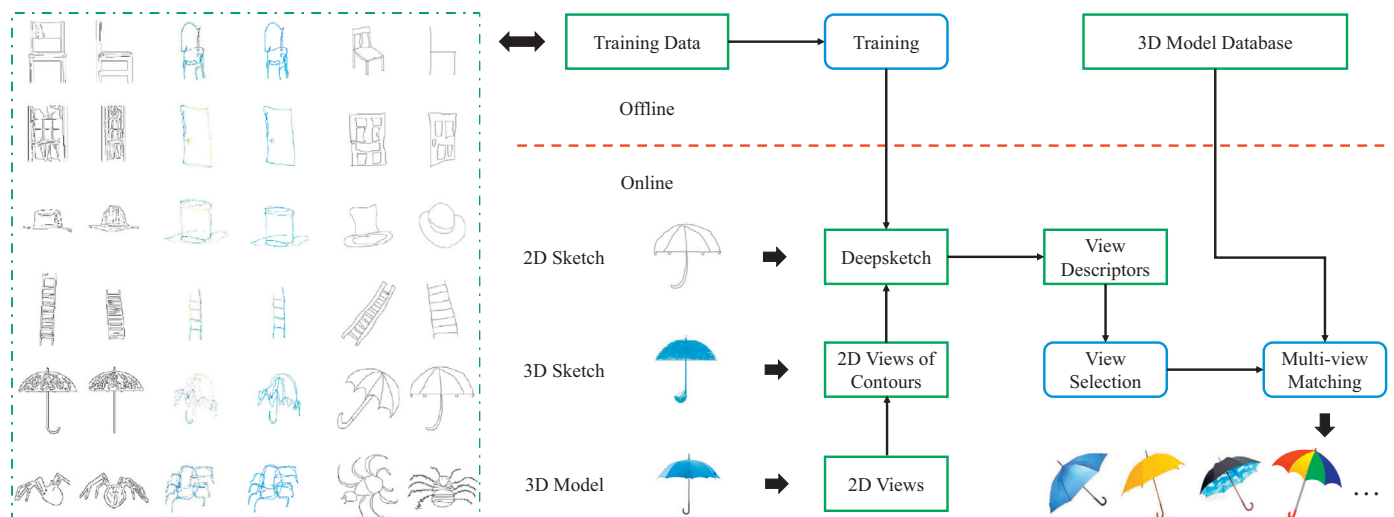 Training Data
Training
3D Model Database
Offline
Online
2D Sketch
Deepsketch
View
Descriptors
3D Sketch
2D Views of
Contours
View
Selection
Multi-view
Matching
3D Model
2D Views
...